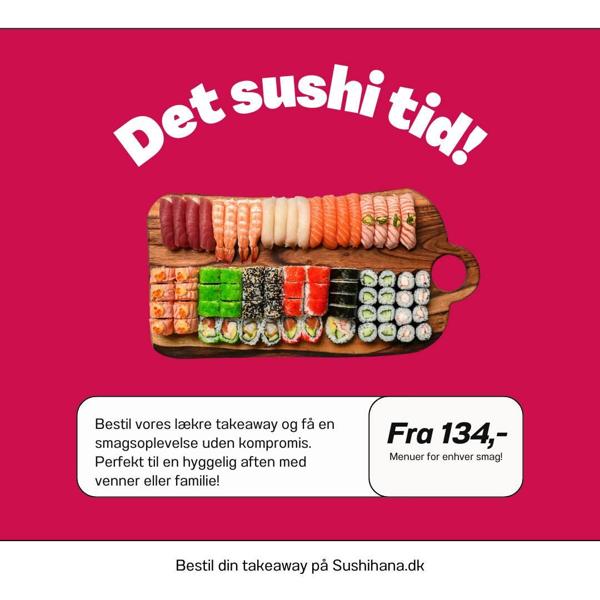 Det sushi tid!
Bestil vores lækre takeaway og få en
smagsoplevelse uden kompromis.
Perfekt til en hyggelig aften med
venner eller familie!
Fra 134,-
Menuer for enhver smag!
Bestil din takeaway på Sushihana.dk